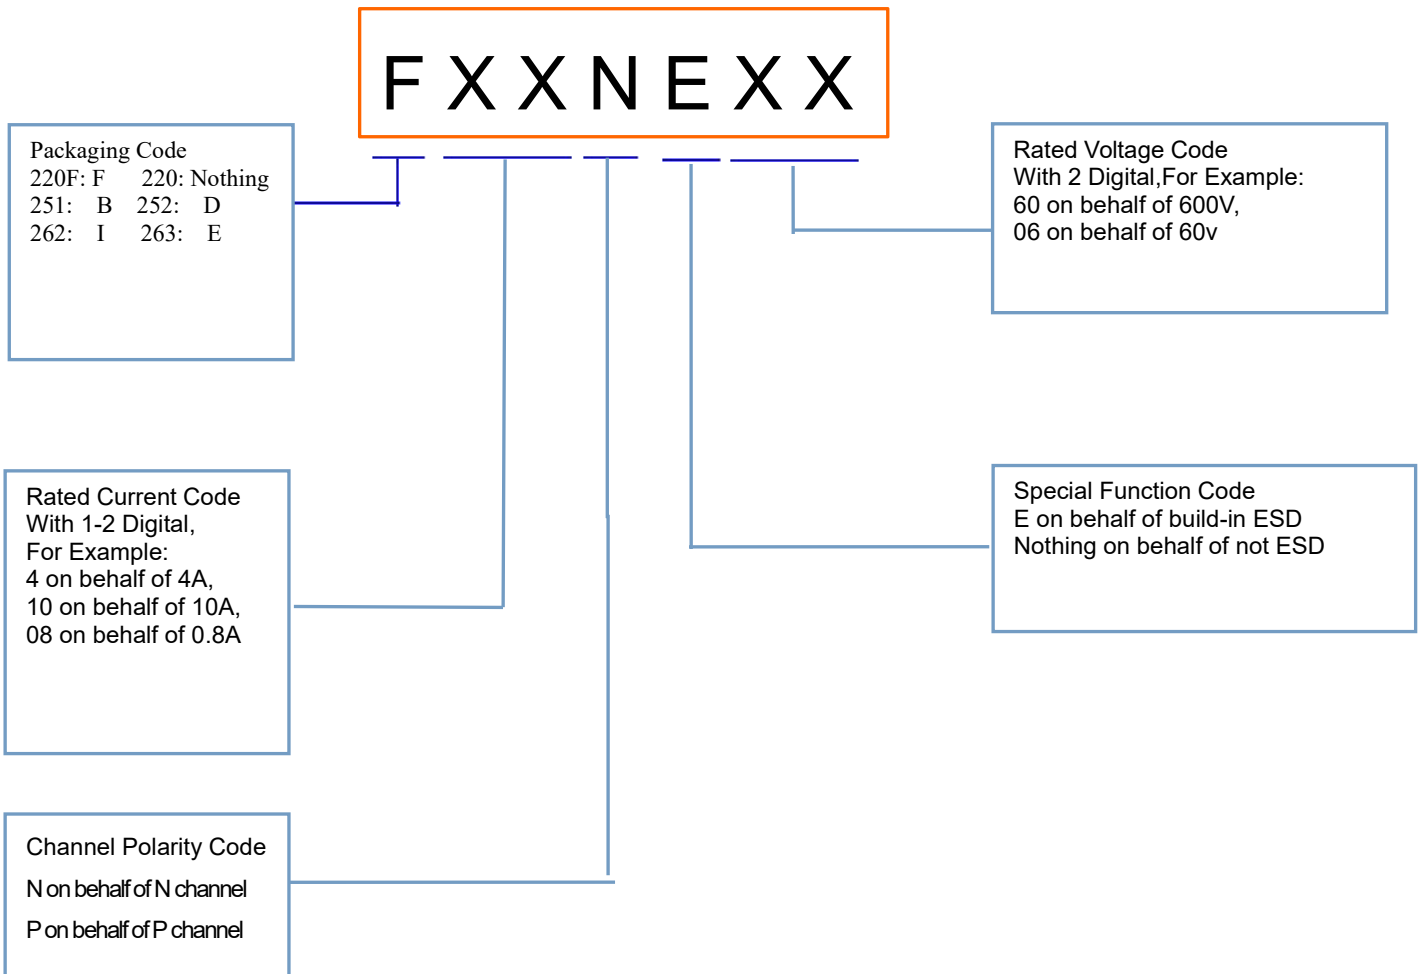 F X X N E X X
Packaging Code
220F: F 220: Nothing
251: B 252: D
262: I 263: E
Rated Voltage Code
With 2 Digital,For Example:
60 on behalf of 600V,
06 on behalf of 60v
Rated Current Code
With 1-2 Digital,
For Example:
4 on behalf of 4A,
10 on behalf of 10A,
08 on behalf of 0.8A
Special Function Code
E on behalf of build-in ESD
Nothing on behalf of not ESD
Channel Polarity Code
N on behalf of N channel
P on behalf of P channel